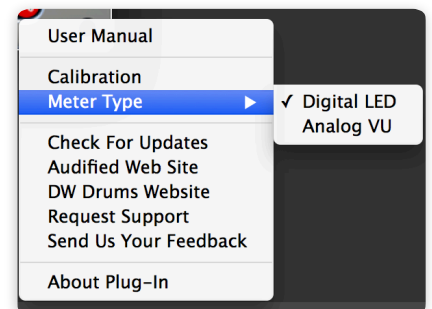 User Manual
Calibration
Meter Type
✓ Digital LED
Analog VU
Check For Updates
Audified Web Site
DW Drums Website
Request Support
Send Us Your Feedback
About Plug-In